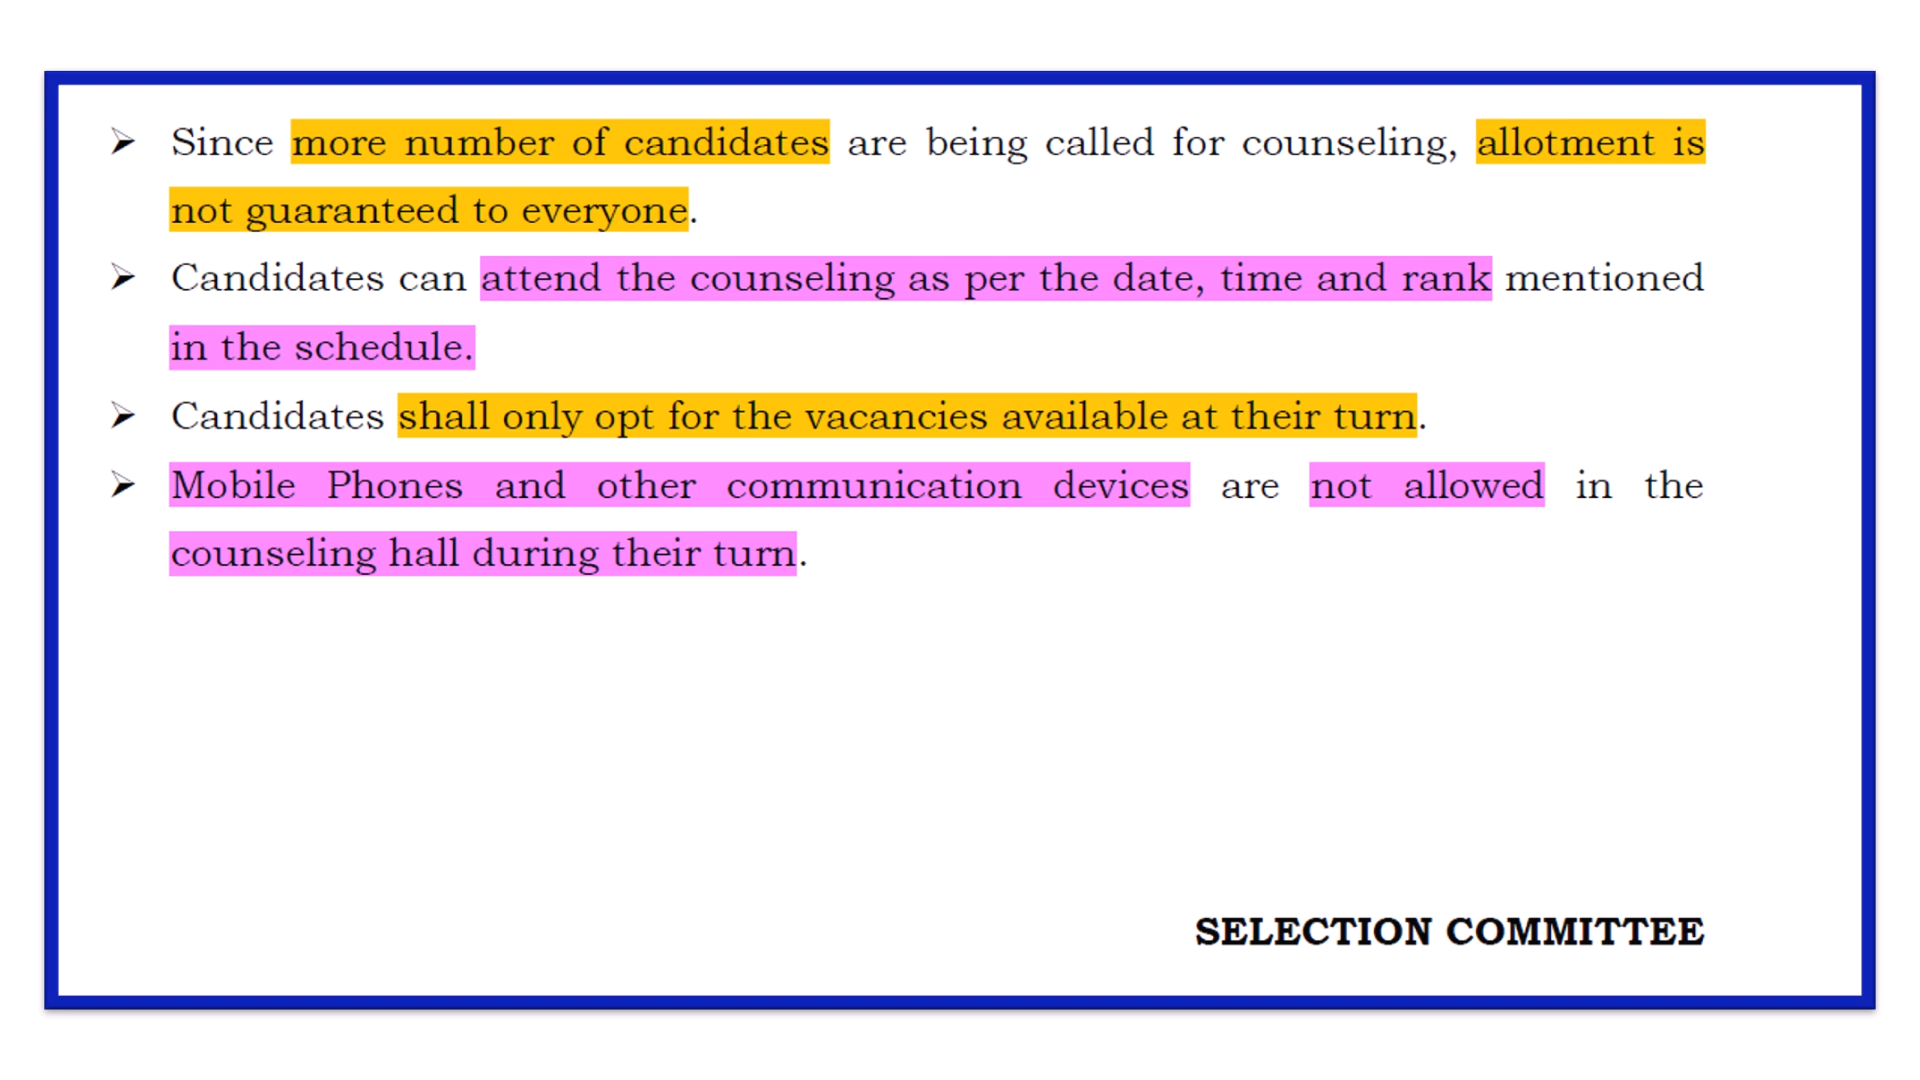 ➢ Since more number of candidates are being called for counseling, allotment is
not guaranteed to everyone.
➢ Candidates can attend the counseling as per the date, time and rank mentioned
in the schedule.
➢ Candidates shall only opt for the vacancies available at their turn.
➢ Mobile Phones and other communication devices are not allowed in the
counseling hall during their turn.
SELECTION COMMITTEE